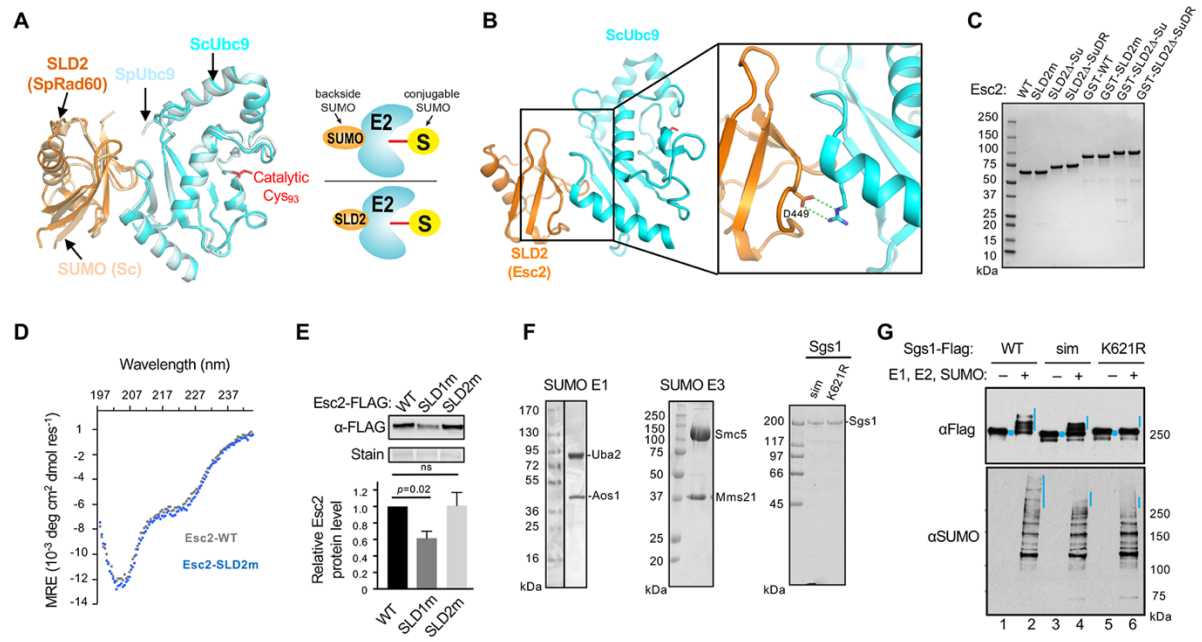 A
SLD2
(SpRad60)
SpUbc9
ScUbc9
Catalytic
Cys93
SUMO (Sc)
backside
SUMO
conjugable
SUMO
E2
SUMO
S
E2
SLD2
S
B
ScUbc9
SLD2
(Esc2)
D449
C
Esc2:
WT
SLD2m
SLD2Δ-Su
SLD2Δ-SuDR
GST-WT
GST-SLD2m
GST-SLD2Δ-Su
GST-SLD2Δ-SuDR
250
150
100
75
50
37
25
20
15
10
kDa
D
Wavelength (nm)
197 207 217 227 237
1
-2
-4
-6
-8
-10
-12
-14
MRE (10⁻³ deg cm² dmol res⁻¹)
Esc2-WT
Esc2-SLD2m
E
Esc2-FLAG:
WT
SLD1m
SLD2m
α-FLAG
Stain
ns
p=0.02
1.2
1
0.8
0.6
0.4
0.2
0
Relative Esc2
protein level
WT
SLD1m
SLD2m
F
SUMO E1
170
130
100
70
55
40
35
25
16
kDa
Uba2
Aos1
SUMO E3
250
150
100
75
50
37
25
20
kDa
Smc5
Mms21
Sgs1
sim
K621R
200
117
97
66
45
kDa
Sgs1
G
Sgs1-Flag: WT sim K621R
E1, E2, SUMO: – + – + – +
αFlag
250
αSUMO
250
150
100
75
kDa
1 2 3 4 5 6